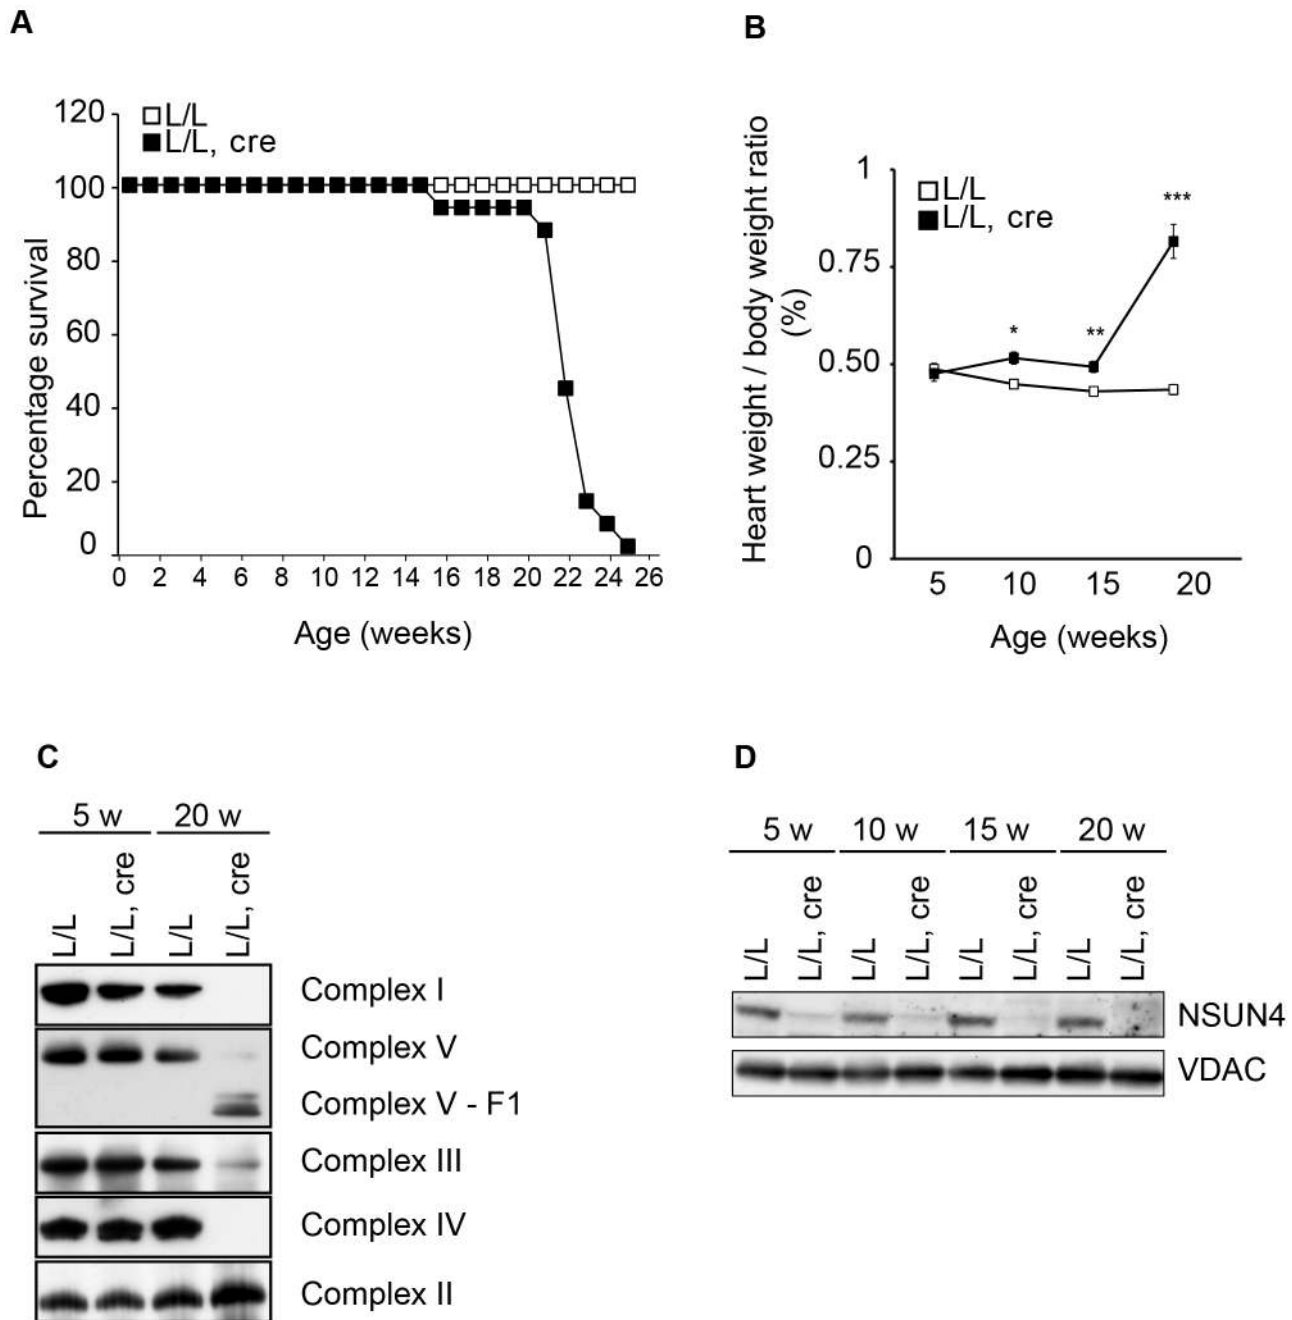 A
120
L/L
L/L, cre
100
80
60
40
20
0
Percentage survival
0 2 4 6 8 10 12 14 16 18 20 22 24 26
Age (weeks)
B
1
L/L
L/L, cre
0.75
0.50
0.25
0
***
*
**
Heart weight / body weight ratio
(%)
5 10 15 20
Age (weeks)
C
5 w 20 w
L/L L/L, cre L/L L/L, cre
Complex I
Complex V
Complex V - F1
Complex III
Complex IV
Complex II
D
5 w 10 w 15 w 20 w
L/L L/L, cre L/L L/L, cre L/L L/L, cre L/L L/L, cre
NSUN4
VDAC